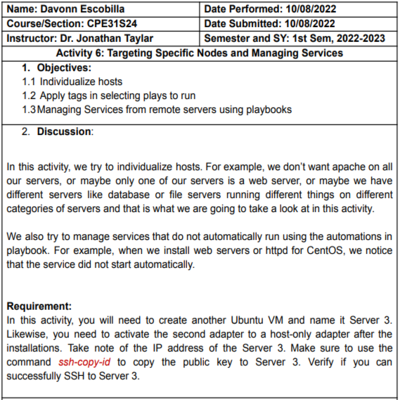 Name: Davonn Escobilla
Date Performed: 10/08/2022
Course/Section: CPE31S24
Date Submitted: 10/08/2022
Instructor: Dr. Jonathan Taylar
Semester and SY: 1st Sem, 2022-2023
Activity 6: Targeting Specific Nodes and Managing Services
1. Objectives:
1.1 Individualize hosts
1.2 Apply tags in selecting plays to run
1.3 Managing Services from remote servers using playbooks
2. Discussion:
In this activity, we try to individualize hosts. For example, we don't want apache on all
our servers, or maybe only one of our servers is a web server, or maybe we have
different servers like database or file servers running different things on different
categories of servers and that is what we are going to take a look at in this activity.
We also try to manage services that do not automatically run using the automations in
playbook. For example, when we install web servers or httpd for CentOS, we notice
that the service did not start automatically.
Requirement:
In this activity, you will need to create another Ubuntu VM and name it Server 3.
Likewise, you need to activate the second adapter to a host-only adapter after the
installations. Take note of the IP address of the Server 3. Make sure to use the
command ssh-copy-id to copy the public key to Server 3. Verify if you can
successfully SSH to Server 3.